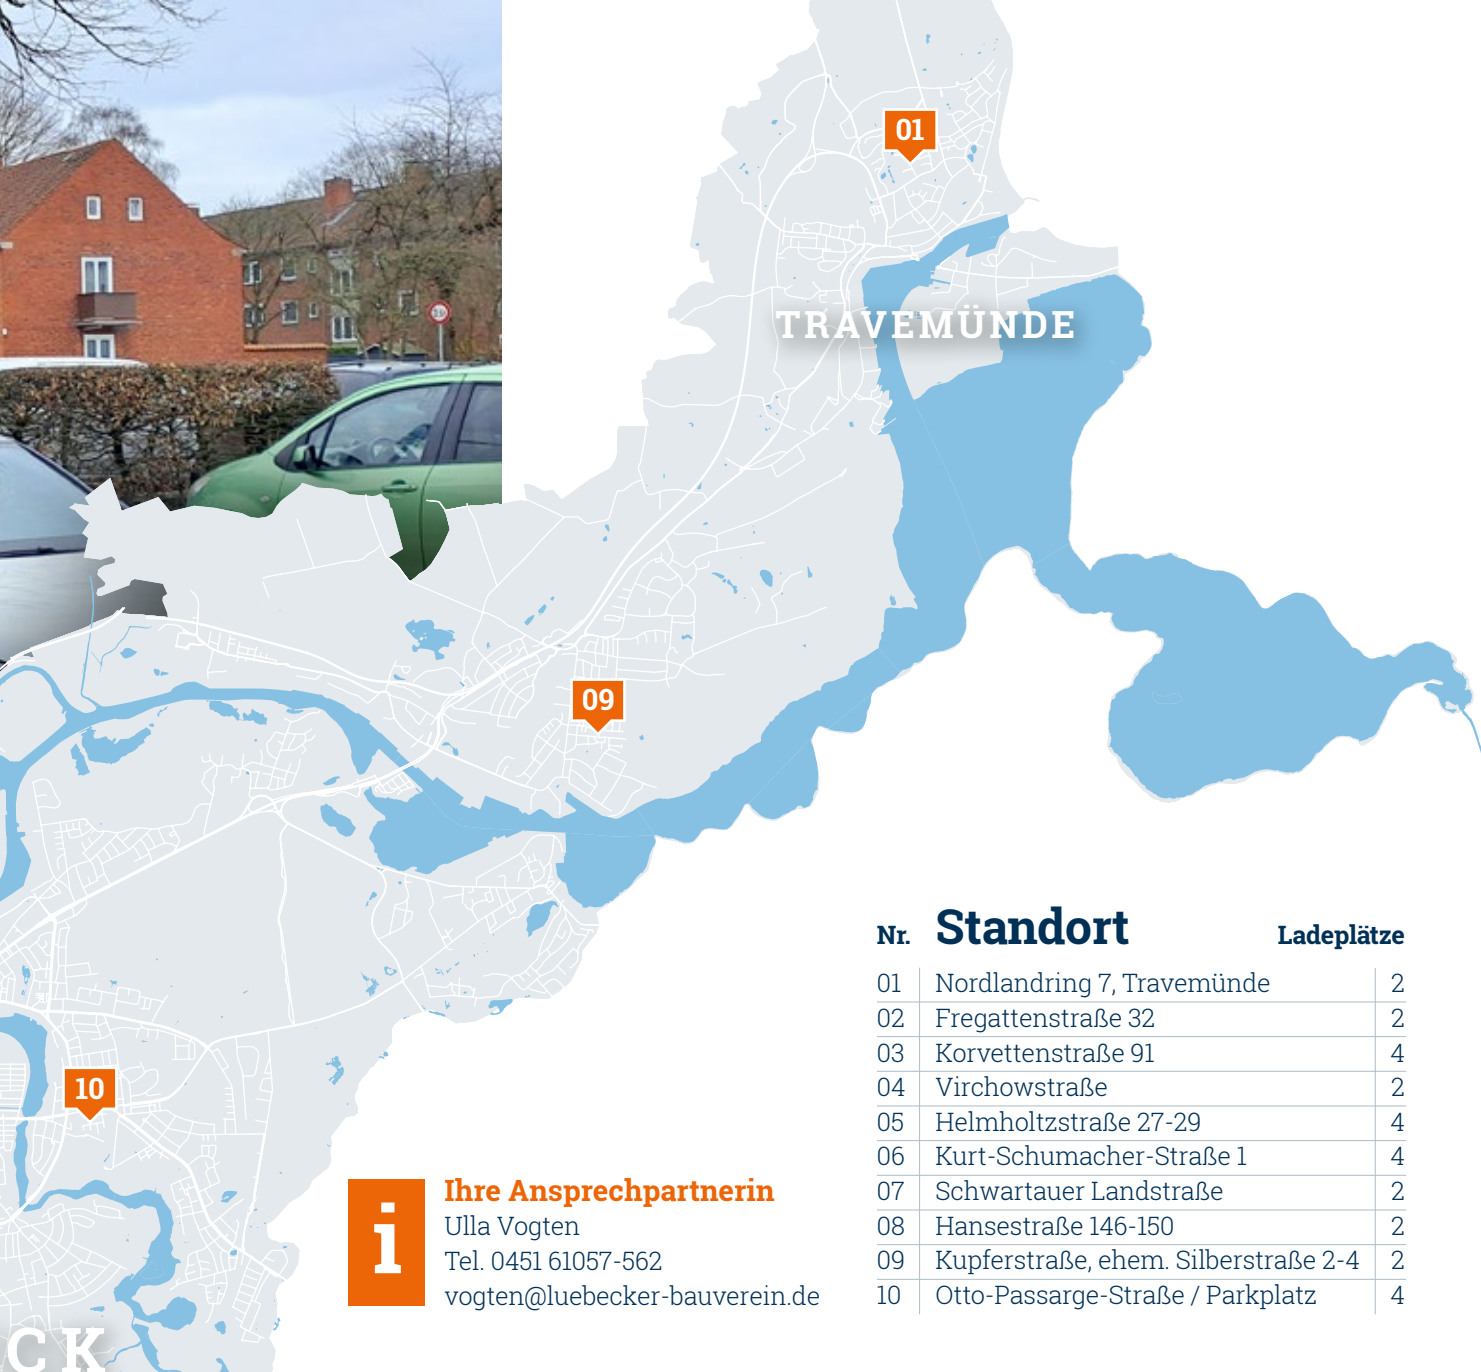 01
TRAVEMÜNDE
09
10
CK
Nr. Standort Ladeplätze
01 Nordlandring 7, Travemünde 2
02 Fregattenstraße 32 2
03 Korvettenstraße 91 4
04 Virchowstraße 2
05 Helmholtzstraße 27-29 4
06 Kurt-Schumacher-Straße 1 4
07 Schwartauer Landstraße 2
08 Hansestraße 146-150 2
09 Kupferstraße, ehem. Silberstraße 2-4 2
10 Otto-Passarge-Straße / Parkplatz 4
i
Ihre Ansprechpartnerin
Ulla Vogten
Tel. 0451 61057-562
vogten@luebecker-bauverein.de